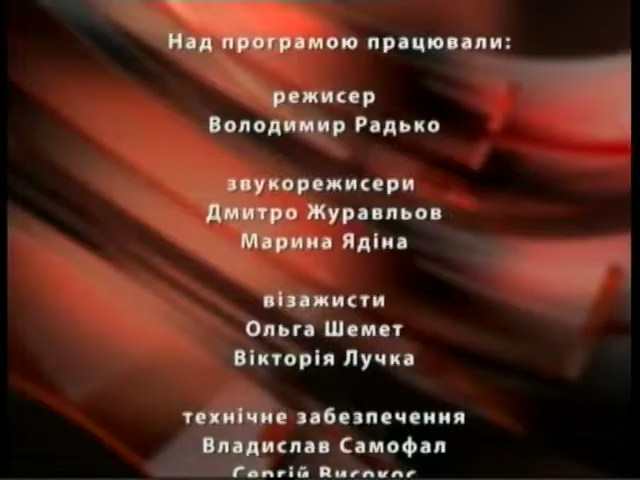 Над програмою працювали:
режисер
Володимир Радько
звукорежисери
Дмитро Журавльов
Марина Ядіна
візажисти
Ольга Шемет
Вікторія Лучка
технічне забезпечення
Владислав Самофал
Сергій